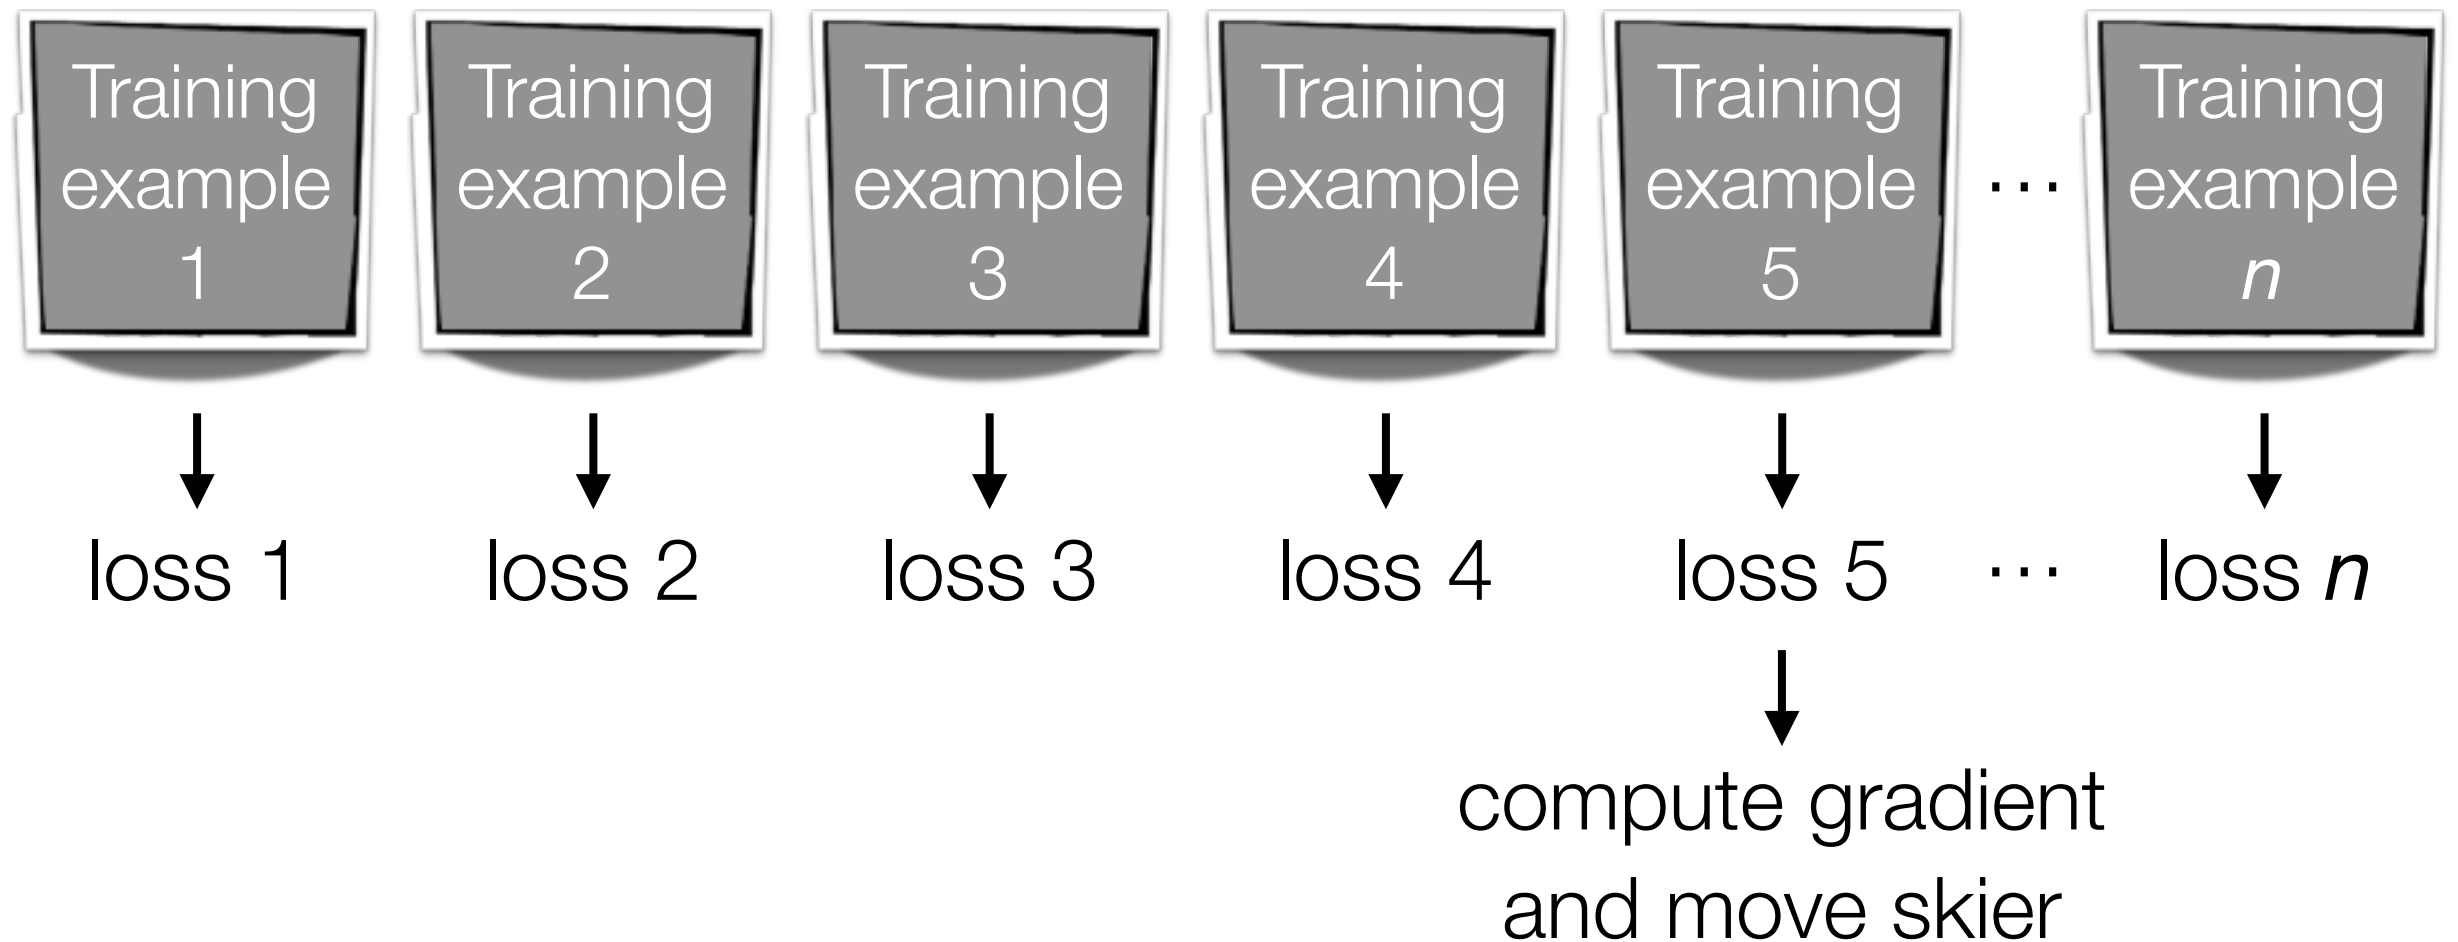 Training
example
1
Training
example
2
Training
example
3
Training
example
4
Training
example
5
...
Training
example
n
loss 1
loss 2
loss 3
loss 4
loss 5
...
loss n
compute gradient
and move skier